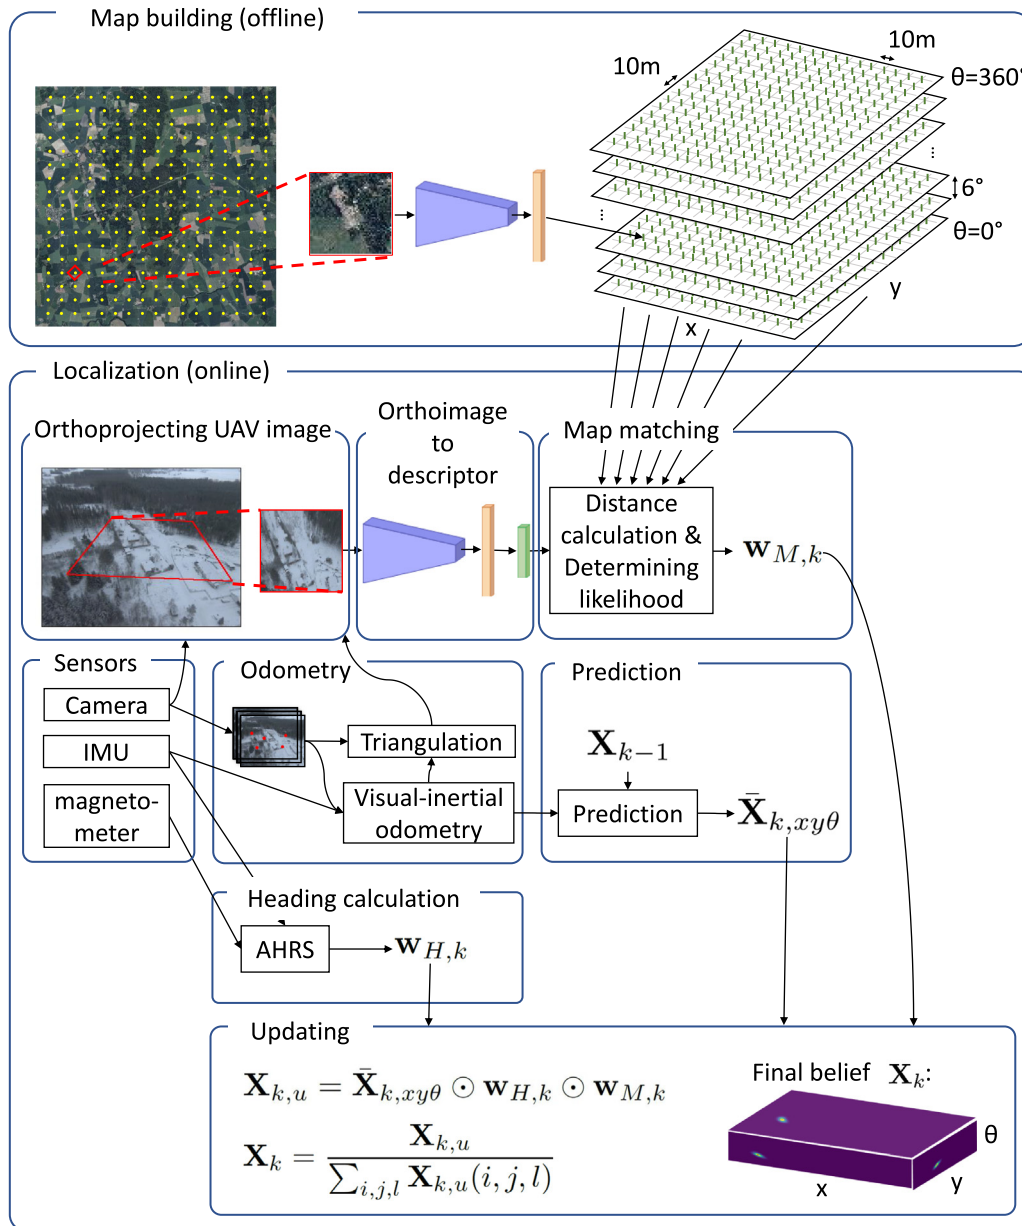 Map building (offline)
10m
10m
θ=360°
⋮
6°
⋮
θ=0°
y
x
Localization (online)
Orthoprojecting UAV image
Orthoimage
to
descriptor
Map matching
Distance
calculation &
Determining
likelihood
w_{M,k}
Sensors
Camera
IMU
magneto-
meter
Odometry
Triangulation
Visual-inertial
odometry
Prediction
X_{k−1}
Prediction
X̄_{k,xyθ}
Heading calculation
AHRS
w_{H,k}
Updating
X_{k,u} = X̄_{k,xyθ} ⊙ w_{H,k} ⊙ w_{M,k}
X_k = X_{k,u} / ∑_{i,j,l} X_{k,u}(i, j, l)
Final belief X_k:
θ
y
x